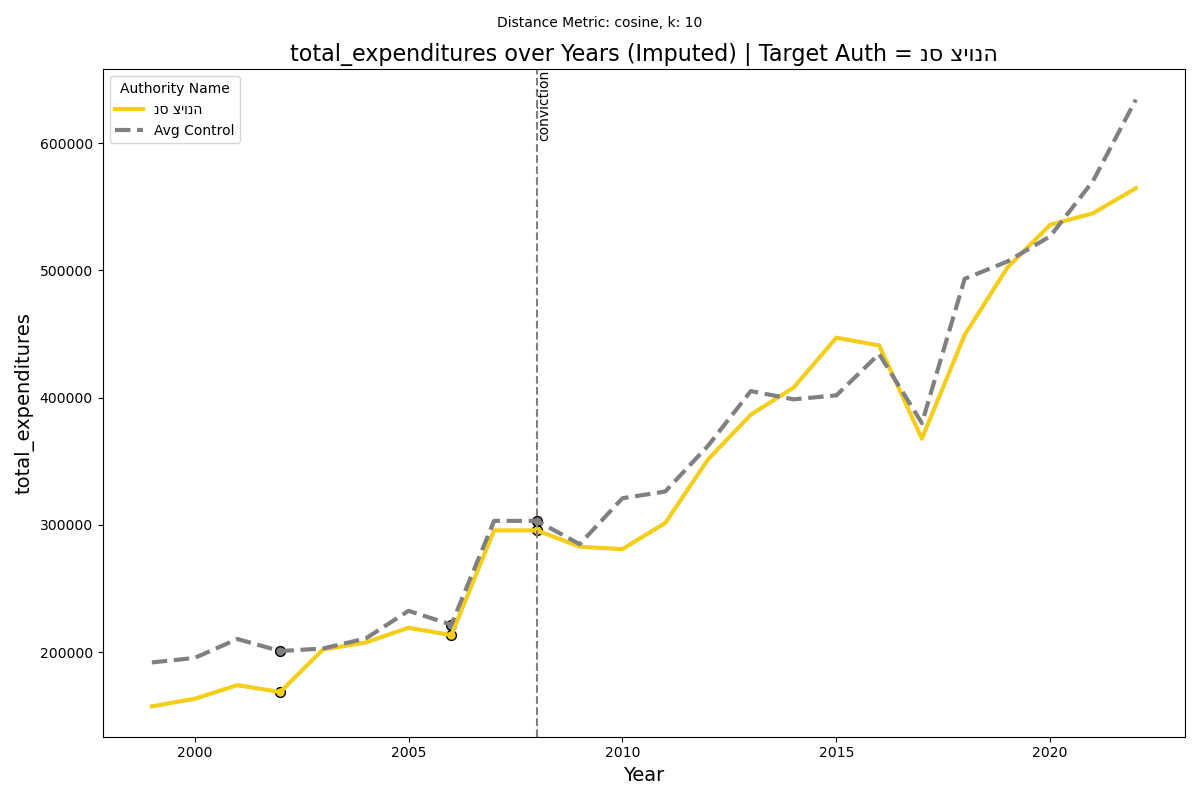 Distance Metric: cosine, k: 10
total_expenditures over Years (Imputed) | Target Auth = נס ציונה
Authority Name
נס ציונה
Avg Control
conviction
total_expenditures
600000
500000
400000
300000
200000
2000 2005 2010 2015 2020
Year